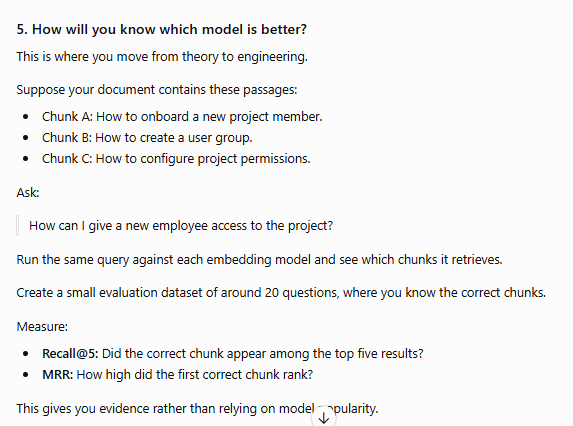 5. How will you know which model is better?
This is where you move from theory to engineering.
Suppose your document contains these passages:
• Chunk A: How to onboard a new project member.
• Chunk B: How to create a user group.
• Chunk C: How to configure project permissions.
Ask:
How can I give a new employee access to the project?
Run the same query against each embedding model and see which chunks it retrieves.
Create a small evaluation dataset of around 20 questions, where you know the correct chunks.
Measure:
• Recall@5: Did the correct chunk appear among the top five results?
• MRR: How high did the first correct chunk rank?
This gives you evidence rather than relying on model popularity.